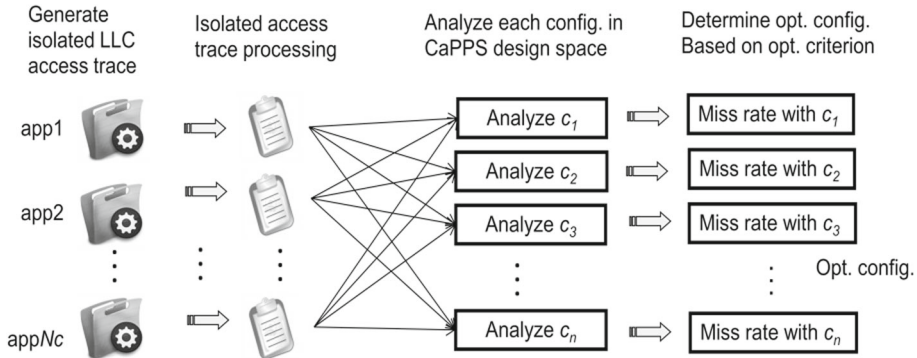 Generate
isolated LLC
access trace
Isolated access
trace processing
Analyze each config. in
CaPPS design space
Determine opt. config.
Based on opt. criterion
app1
Analyze c1
Miss rate with c1
app2
Analyze c2
Miss rate with c2
Analyze c3
Miss rate with c3
Opt. config.
appNc
Analyze cn
Miss rate with cn